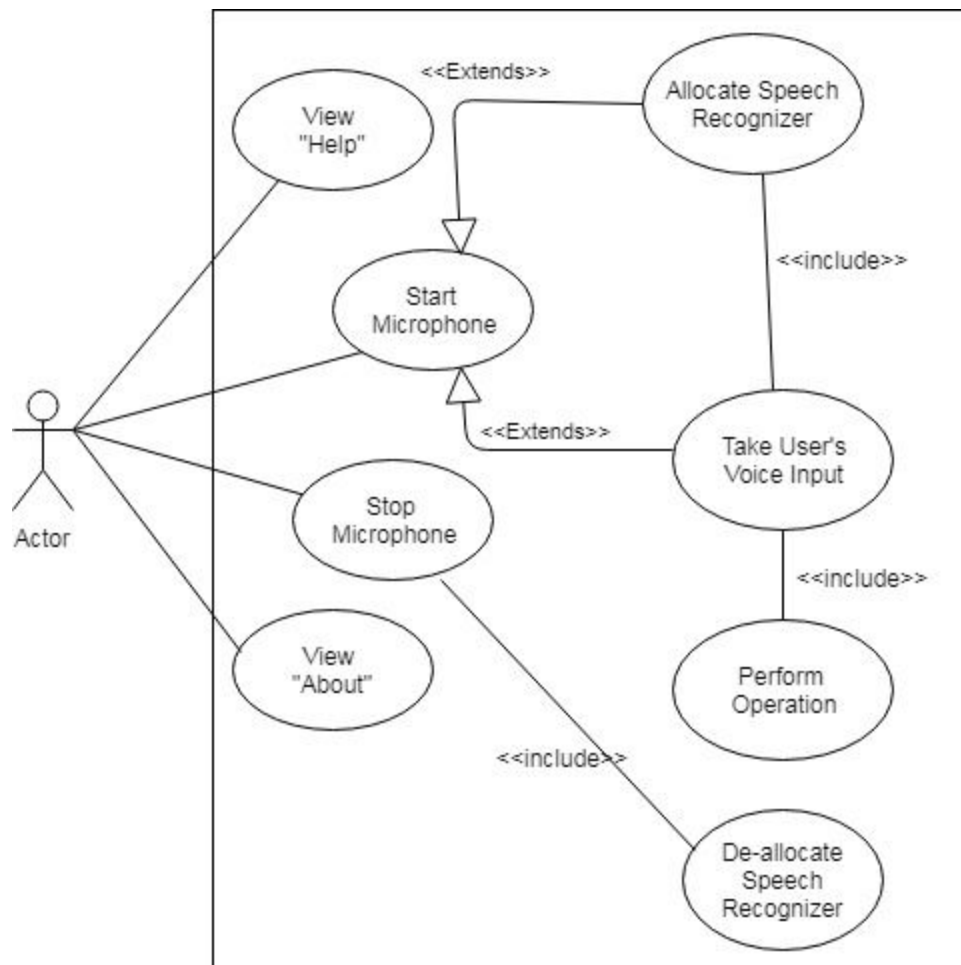 <<Extends>>
Allocate Speech
Recognizer
View
"Help"
<<include>>
Start
Microphone
<<Extends>>
Take User's
Voice Input
Actor
Stop
Microphone
<<include>>
View
"About"
Perform
Operation
<<include>>
De-allocate
Speech
Recognizer